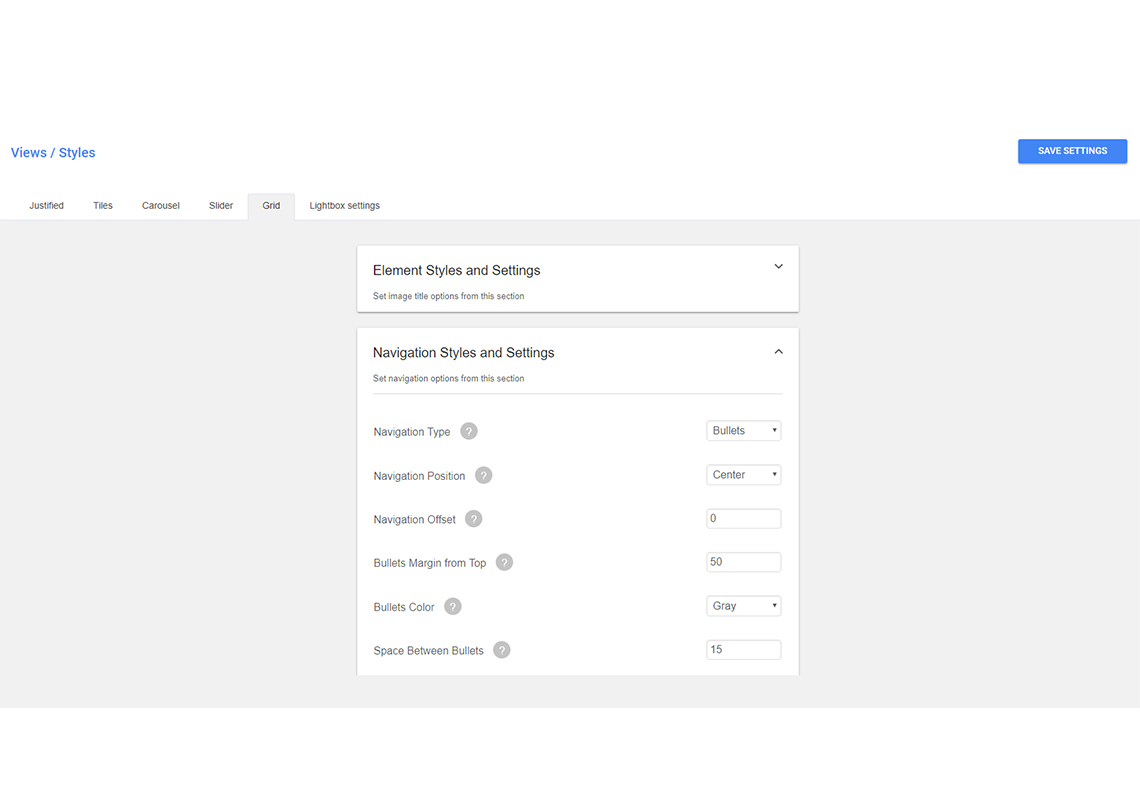 Views / Styles
SAVE SETTINGS
Justified
Tiles
Carousel
Slider
Grid
Lightbox settings
Element Styles and Settings
Set image title options from this section
Navigation Styles and Settings
Set navigation options from this section
Navigation Type ?
Bullets
Navigation Position ?
Center
Navigation Offset ?
0
Bullets Margin from Top ?
50
Bullets Color ?
Gray
Space Between Bullets ?
15